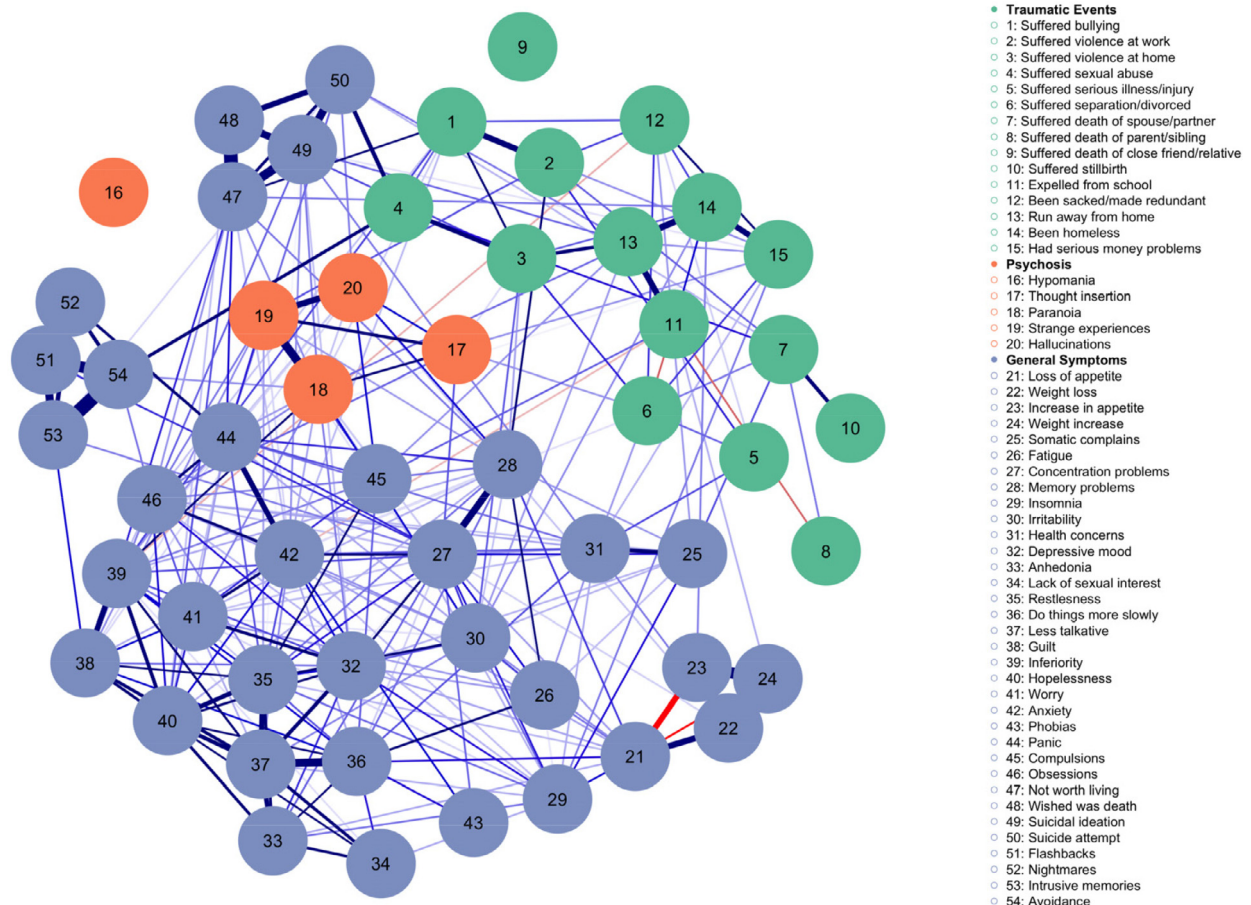 9
50
48
1
12
49
2
16
47
4
14
13
3
15
20
52
19
11
17
7
51
54
18
6
10
53
44
28
5
45
46
42
27
31
25
8
39
41
30
38
32
23
35
24
26
40
22
21
37
36
29
43
33
34
Traumatic Events
1: Suffered bullying
2: Suffered violence at work
3: Suffered violence at home
4: Suffered sexual abuse
5: Suffered serious illness/injury
6: Suffered separation/divorced
7: Suffered death of spouse/partner
8: Suffered death of parent/sibling
9: Suffered death of close friend/relative
10: Suffered stillbirth
11: Expelled from school
12: Been sacked/made redundant
13: Run away from home
14: Been homeless
15: Had serious money problems
Psychosis
16: Hypomania
17: Thought insertion
18: Paranoia
19: Strange experiences
20: Hallucinations
General Symptoms
21: Loss of appetite
22: Weight loss
23: Increase in appetite
24: Weight increase
25: Somatic complains
26: Fatigue
27: Concentration problems
28: Memory problems
29: Insomnia
30: Irritability
31: Health concerns
32: Depressive mood
33: Anhedonia
34: Lack of sexual interest
35: Restlesness
36: Do things more slowly
37: Less talkative
38: Guilt
39: Inferiority
40: Hopelessness
41: Worry
42: Anxiety
43: Phobias
44: Panic
45: Compulsions
46: Obsessions
47: Not worth living
48: Wished was death
49: Suicidal ideation
50: Suicide attempt
51: Flashbacks
52: Nightmares
53: Intrusive memories
54: Avoidance